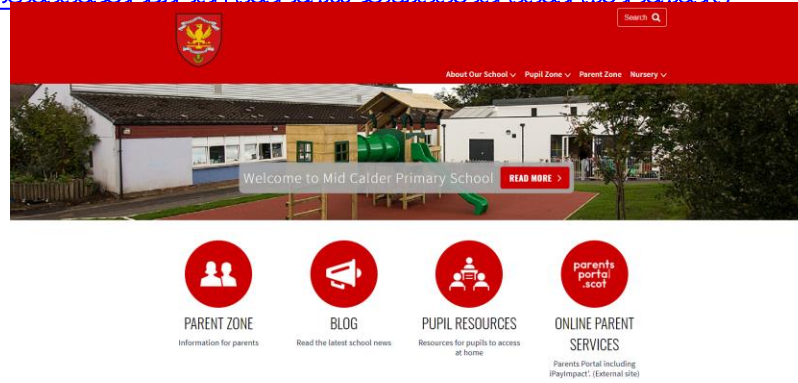 Search
About Our School Pupil Zone Parent Zone Nursery
Welcome to Mid Calder Primary School READ MORE >
parents
portal
.scot
PARENT ZONE
Information for parents
BLOG
Read the latest school news
PUPIL RESOURCES
Resources for pupils to access
at home
ONLINE PARENT
SERVICES
Parents Portal including
iPayImpact'. (External site)